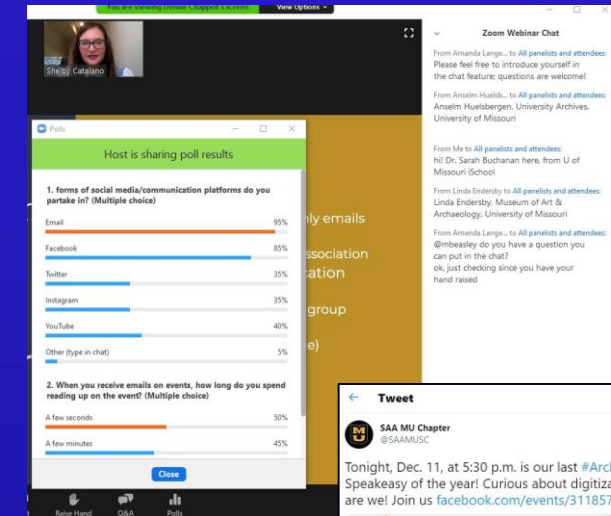 You are viewing Denise Chappell's screen View Options
Shelby Catalano
Polls
Host is sharing poll results
1. forms of social media/communication platforms do you
partake in? (Multiple choice)
Email 95%
Facebook 85%
Twitter 35%
Instagram 35%
YouTube 40%
Other (type in chat) 5%
2. When you receive emails on events, how long do you spend
reading up on the event? (Multiple choice)
A few seconds 50%
A few minutes 45%
Close
Raise Hand Q&A Polls
ly emails
ssociation
ation
group
e)
Zoom Webinar Chat
From Amanda Lange... to All panelists and attendees:
Please feel free to introduce yourself in
the chat feature; questions are welcome!
From Anselm Huelsb... to All panelists and attendees:
Anselm Huelsbergen, University Archives,
University of Missouri
From Me to All panelists and attendees:
hi! Dr. Sarah Buchanan here, from U of
Missouri iSchool
From Linda Endersby to All panelists and attendees:
Linda Endersby, Museum of Art &
Archaeology, University of Missouri
From Amanda Lange... to All panelists and attendees:
@mbeasley do you have a question you
can put in the chat?
ok, just checking since you have your
hand raised
Tweet
SAA MU Chapter
@SAAMUSC
Tonight, Dec. 11, at 5:30 p.m. is our last #Arc
Speakeasy of the year! Curious about digitiza
are we! Join us facebook.com/events/311857